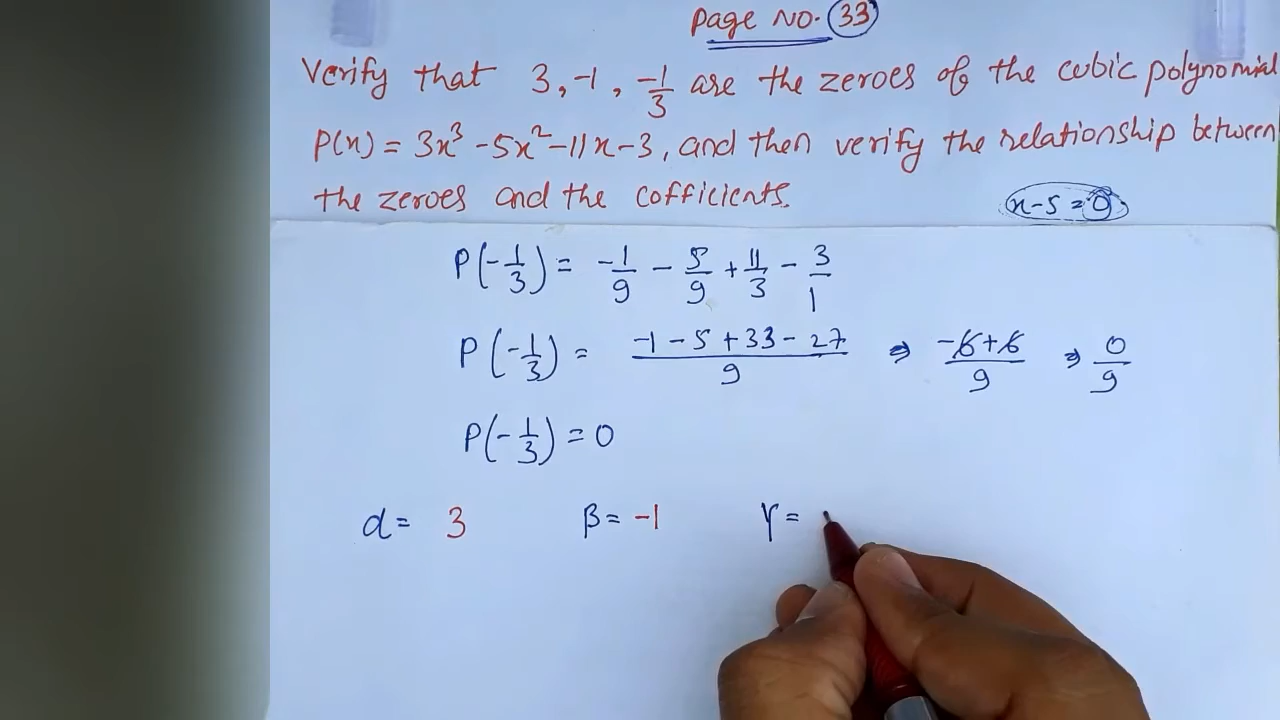 Page No. 33
Verify that 3, -1, -1/3 are the zeroes of the cubic polynomial
P(x) = 3x³ -5x² -11x -3, and then verify the relationship between
the zeroes and the cofficients.
x-5=0
P(-1/3) = -1/9 - 5/9 + 11/3 - 3/1
P(-1/3) = (-1 - 5 + 33 - 27)/9 ⇒ (-6+6)/9 ⇒ 0/9
P(-1/3) = 0
α = 3 β = -1 γ =